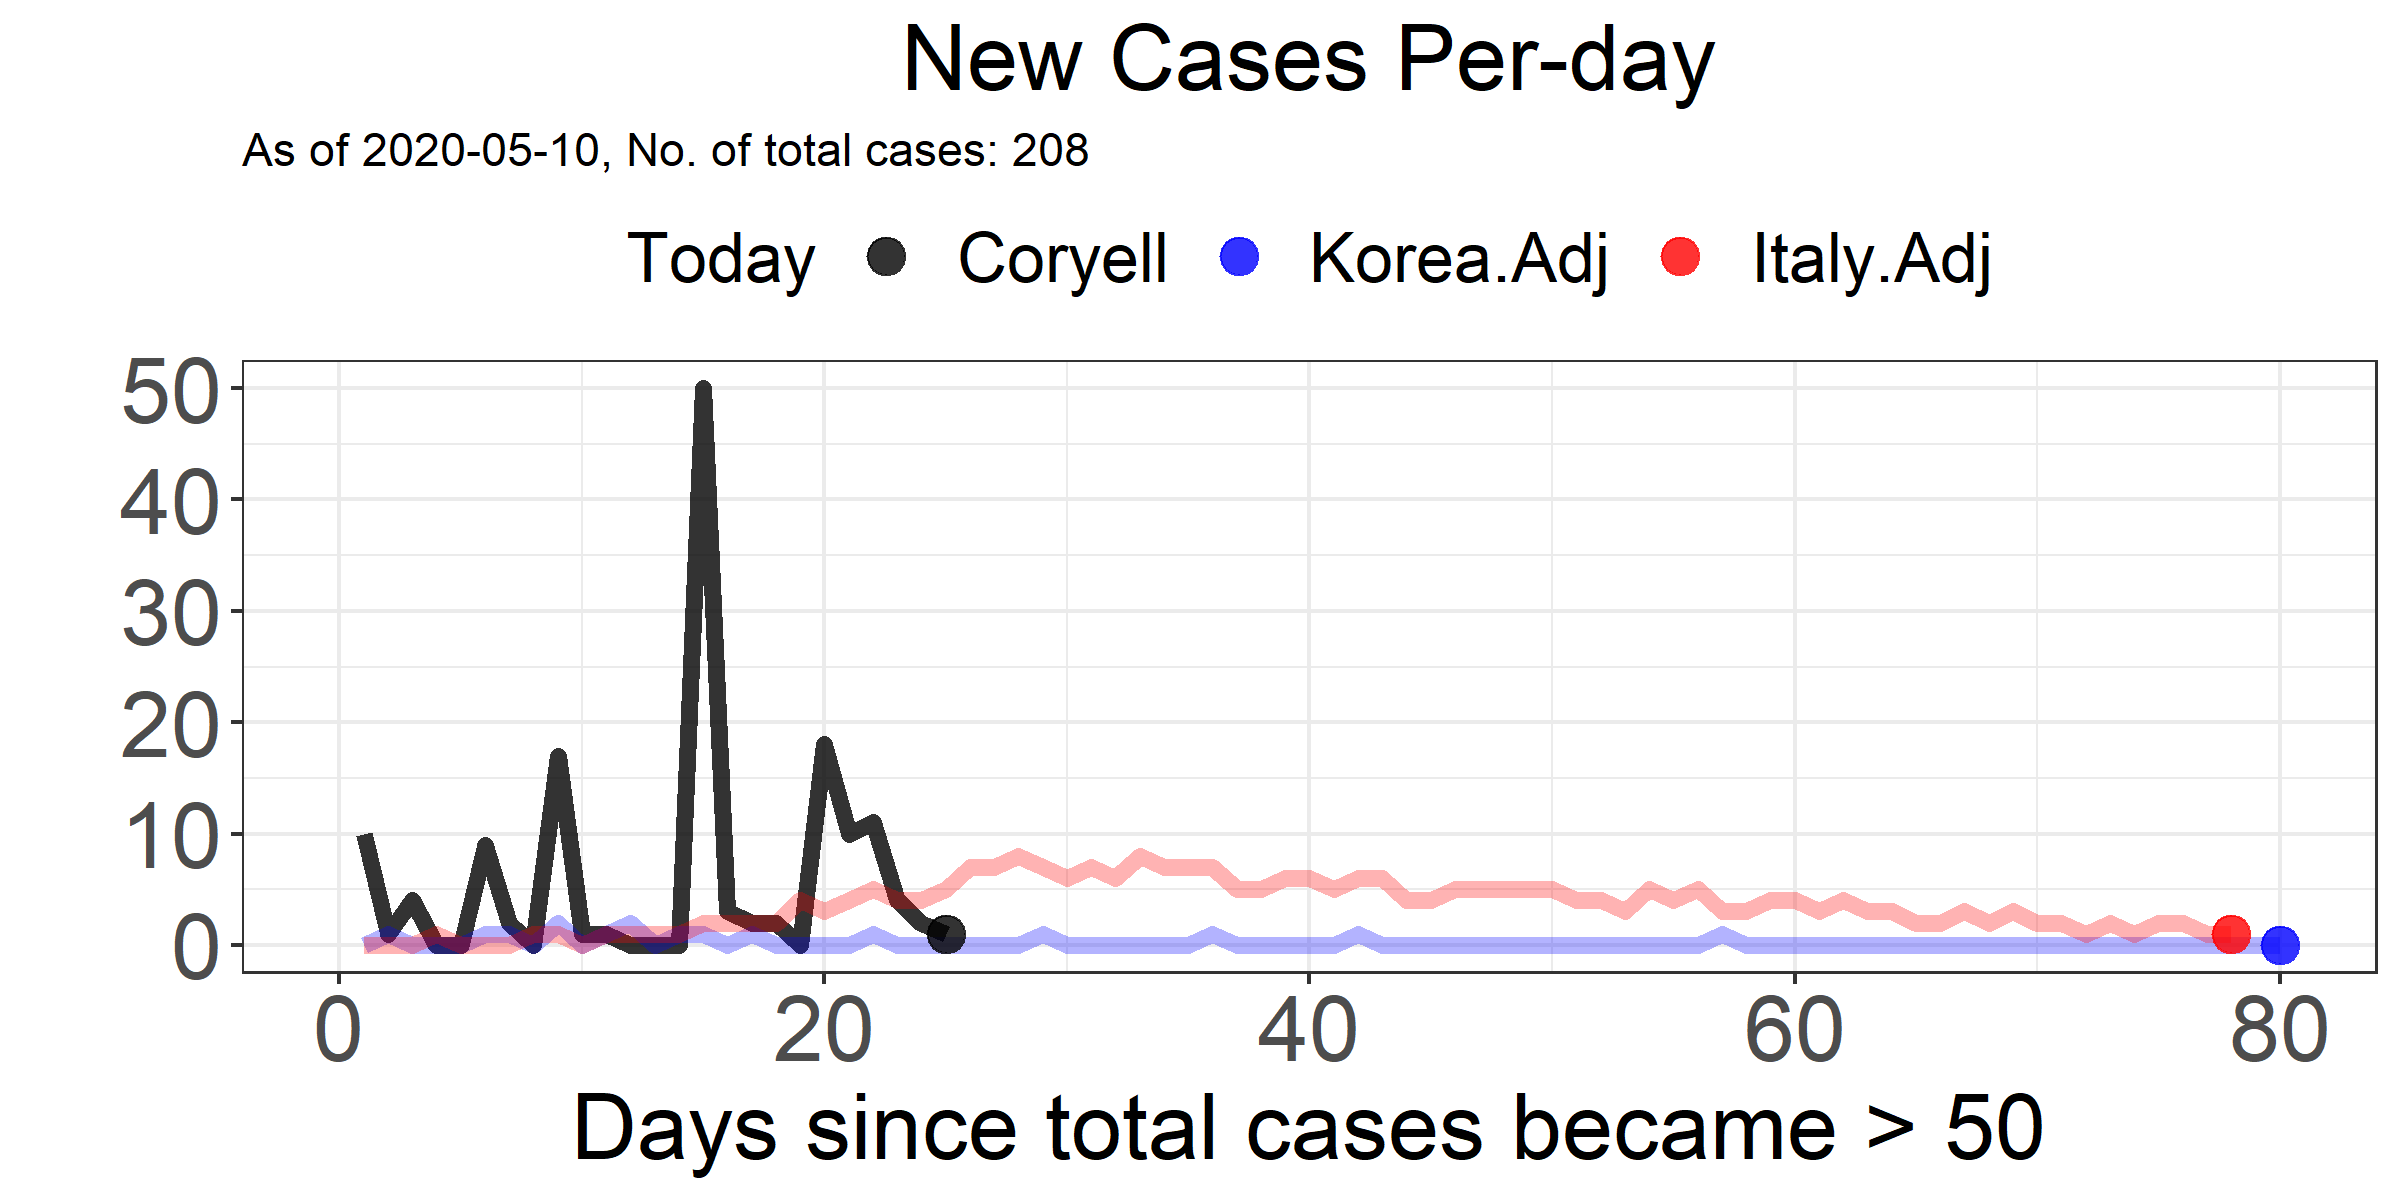 New Cases Per-day
As of 2020-05-10, No. of total cases: 208
Today Coryell Korea.Adj Italy.Adj
50
40
30
20
10
0
0 20 40 60 80
Days since total cases became > 50